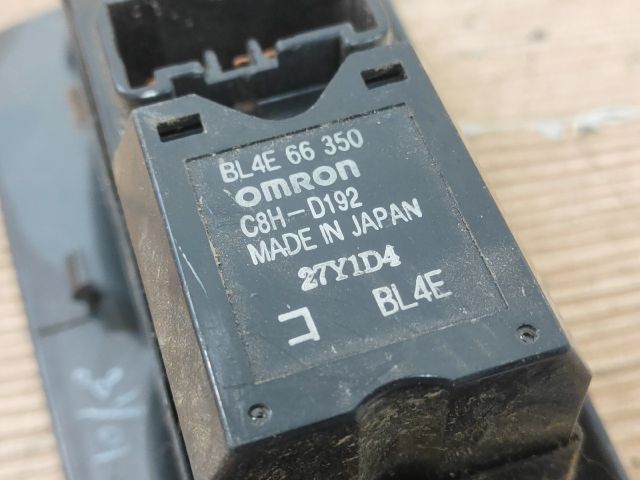 BL4E 66 350
OMRON
C8H-D192
MADE IN JAPAN
27Y1D4
コ BL4E